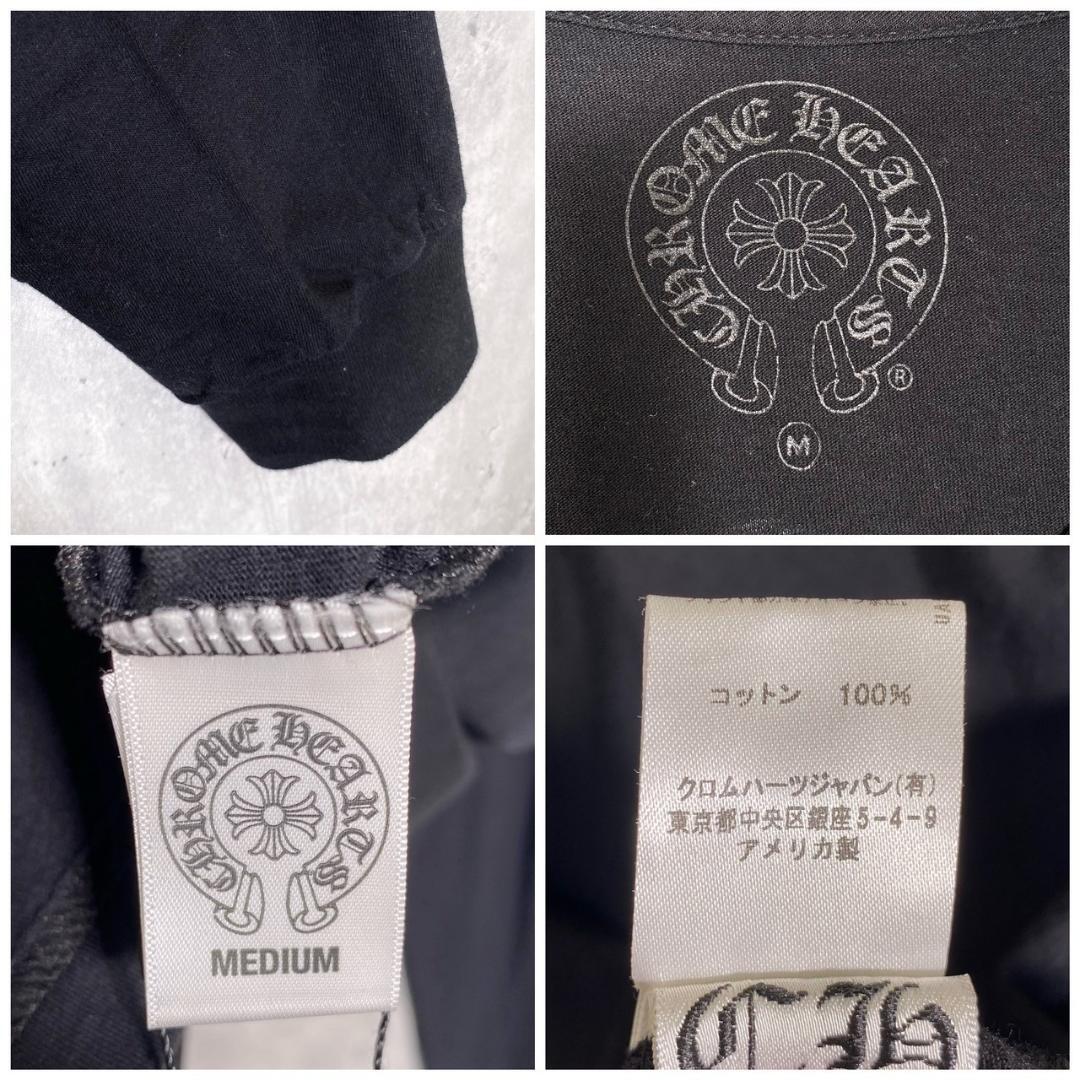 CHROME HEARTS
®
M
CHROME HEARTS
MEDIUM
UA
コットン 100%
クロムハーツジャパン(有)
東京都中央区銀座5-4-9
アメリカ製
CH